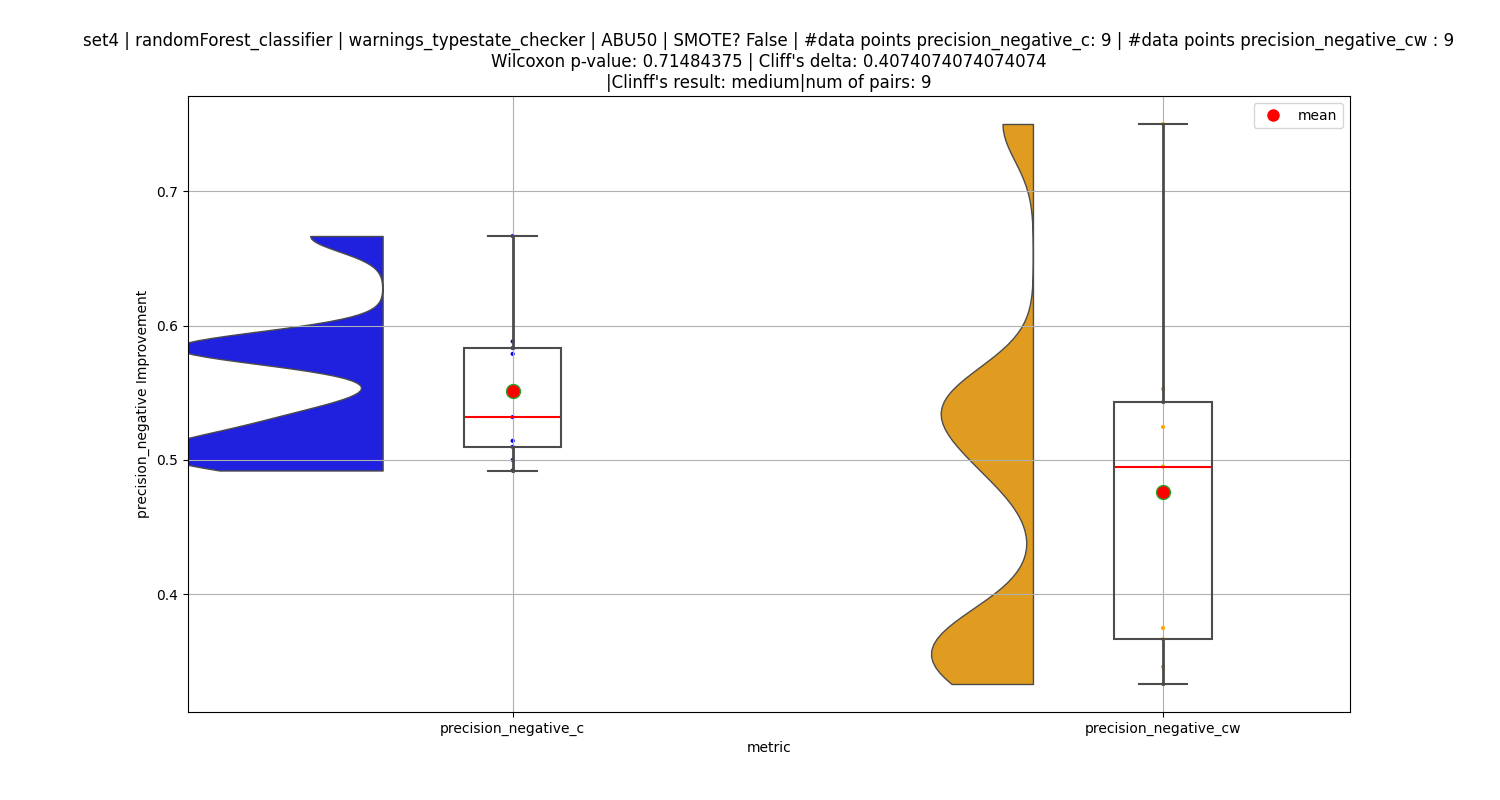 set4 | randomForest_classifier | warnings_typestate_checker | ABU50 | SMOTE? False | #data points precision_negative_c: 9 | #data points precision_negative_cw : 9
Wilcoxon p-value: 0.71484375 | Cliff's delta: 0.4074074074074074
|Clinff's result: medium|num of pairs: 9
mean
0.7
0.6
0.5
0.4
precision_negative Improvement
precision_negative_c
precision_negative_cw
metric